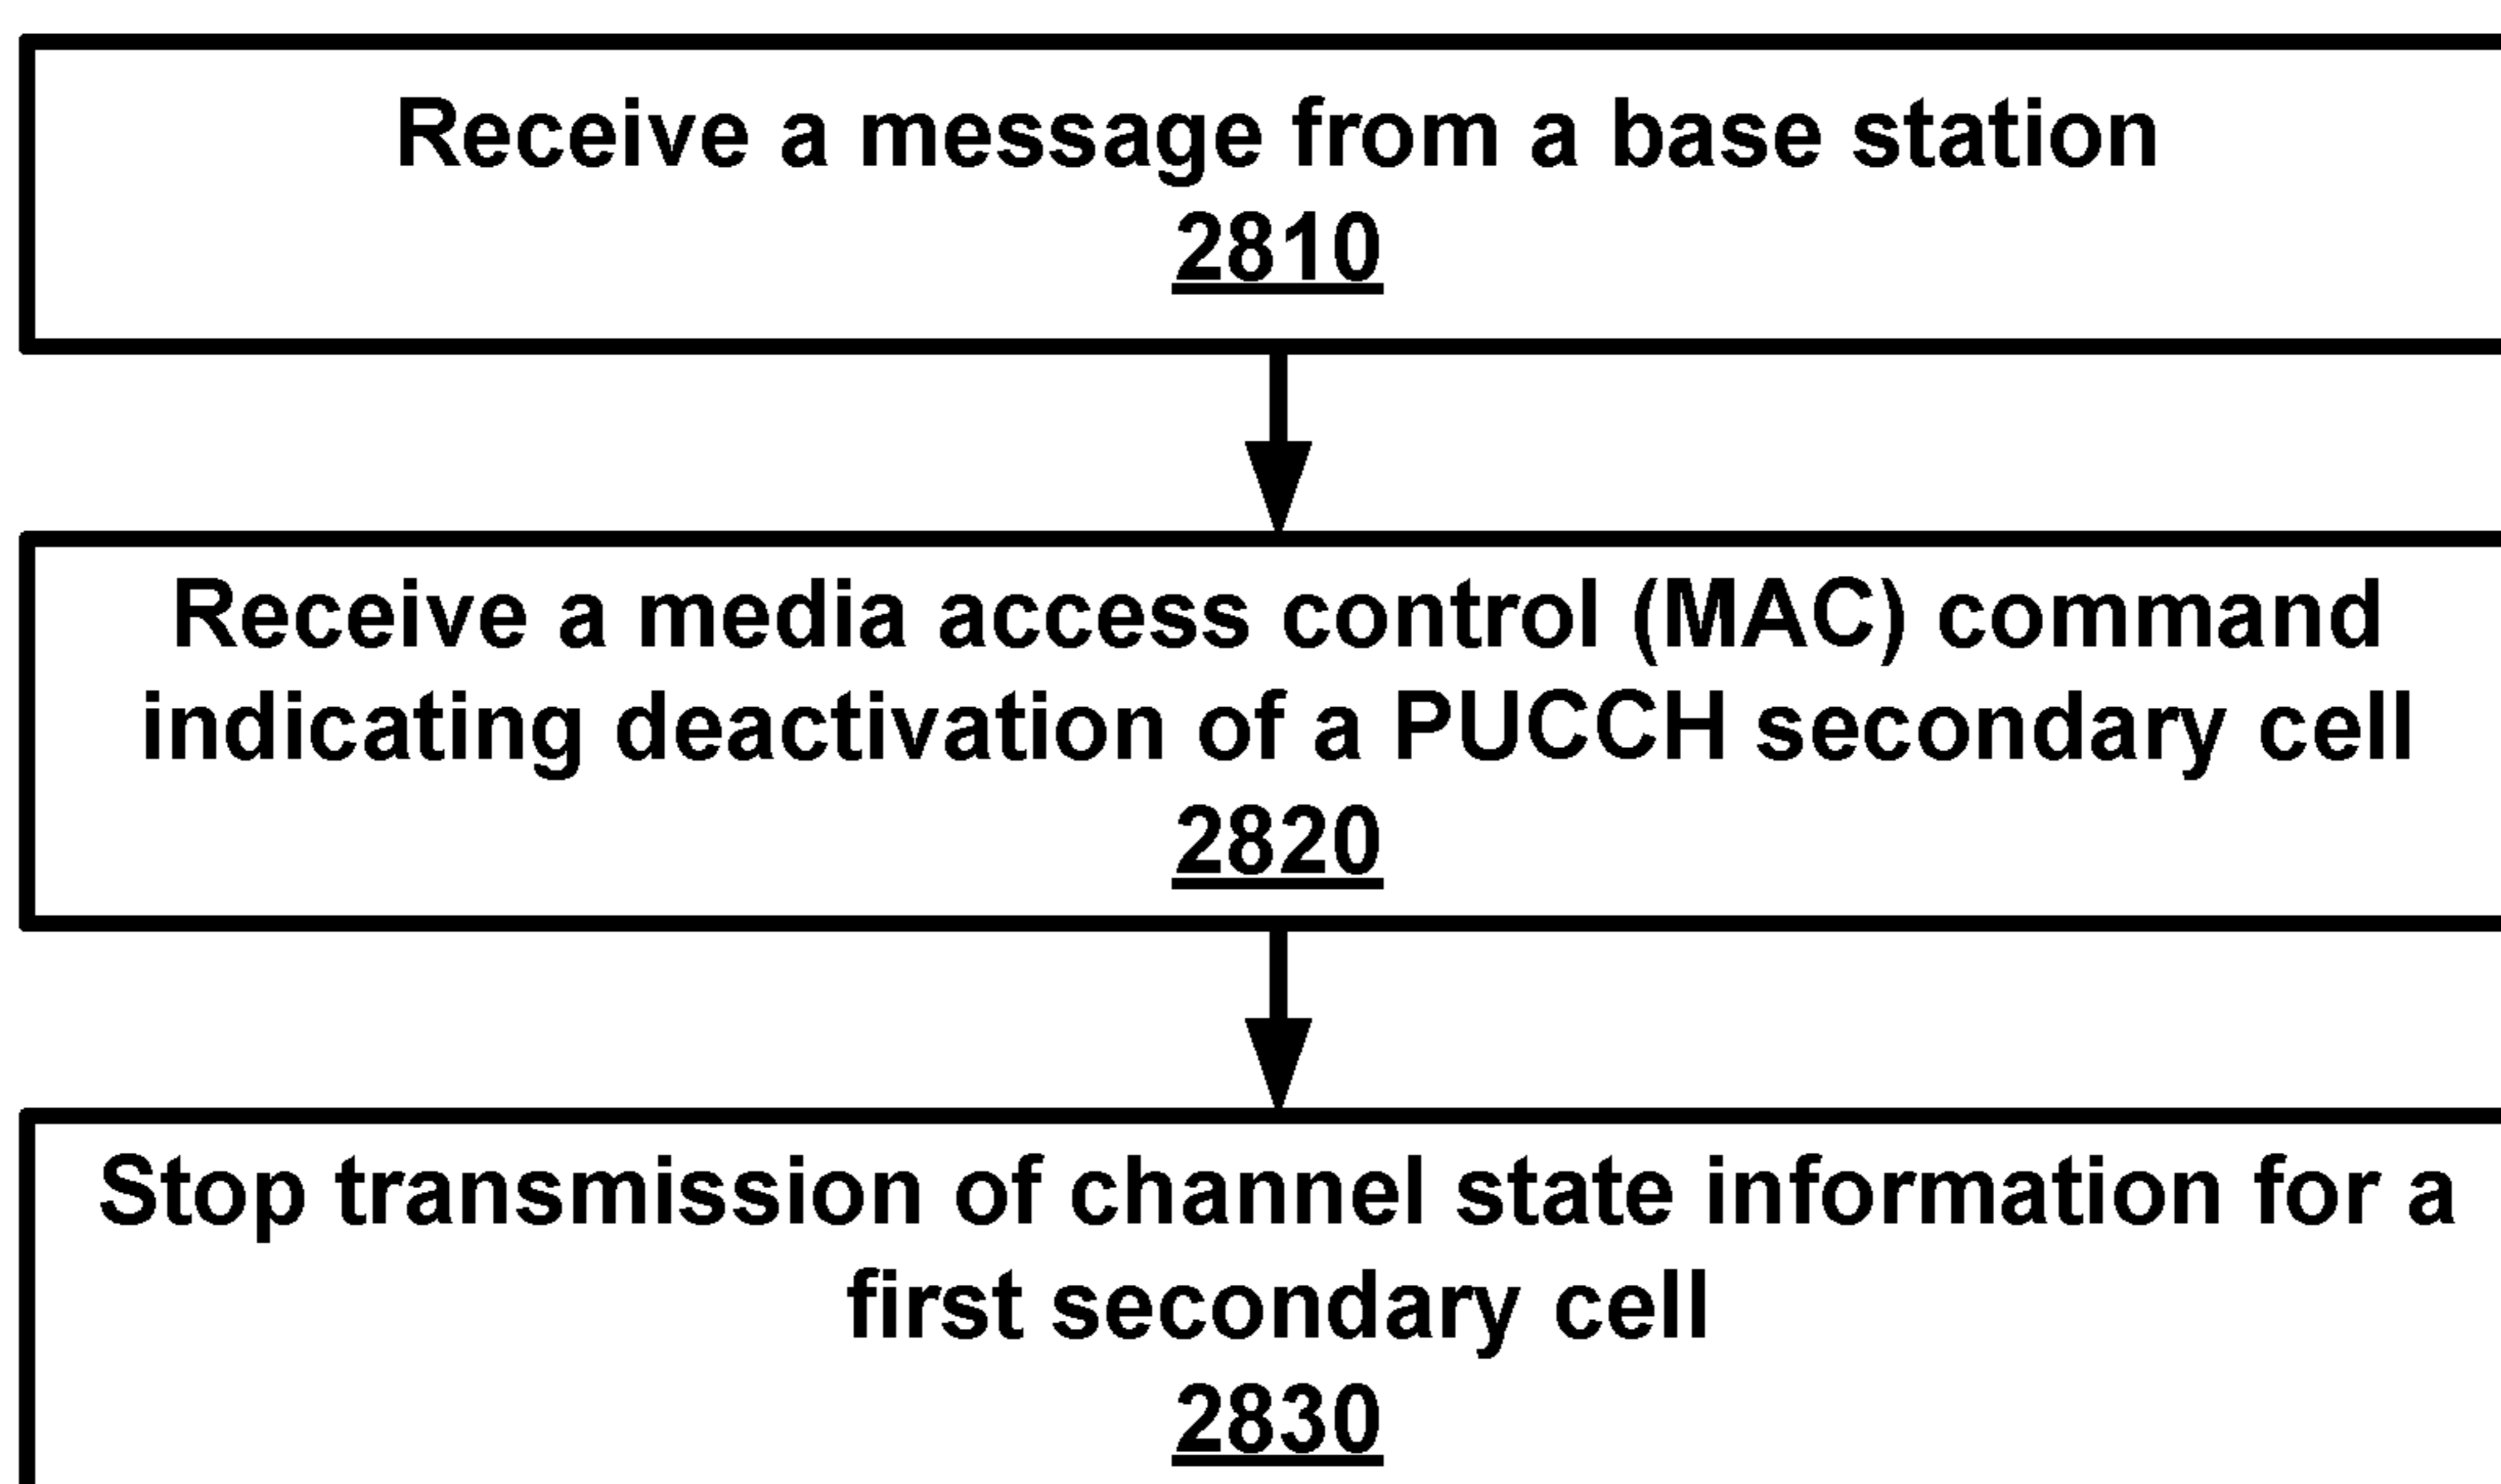 Receive a message from a base station
2810
Receive a media access control (MAC) command
indicating deactivation of a PUCCH secondary cell
2820
Stop transmission of channel state information for a
first secondary cell
2830